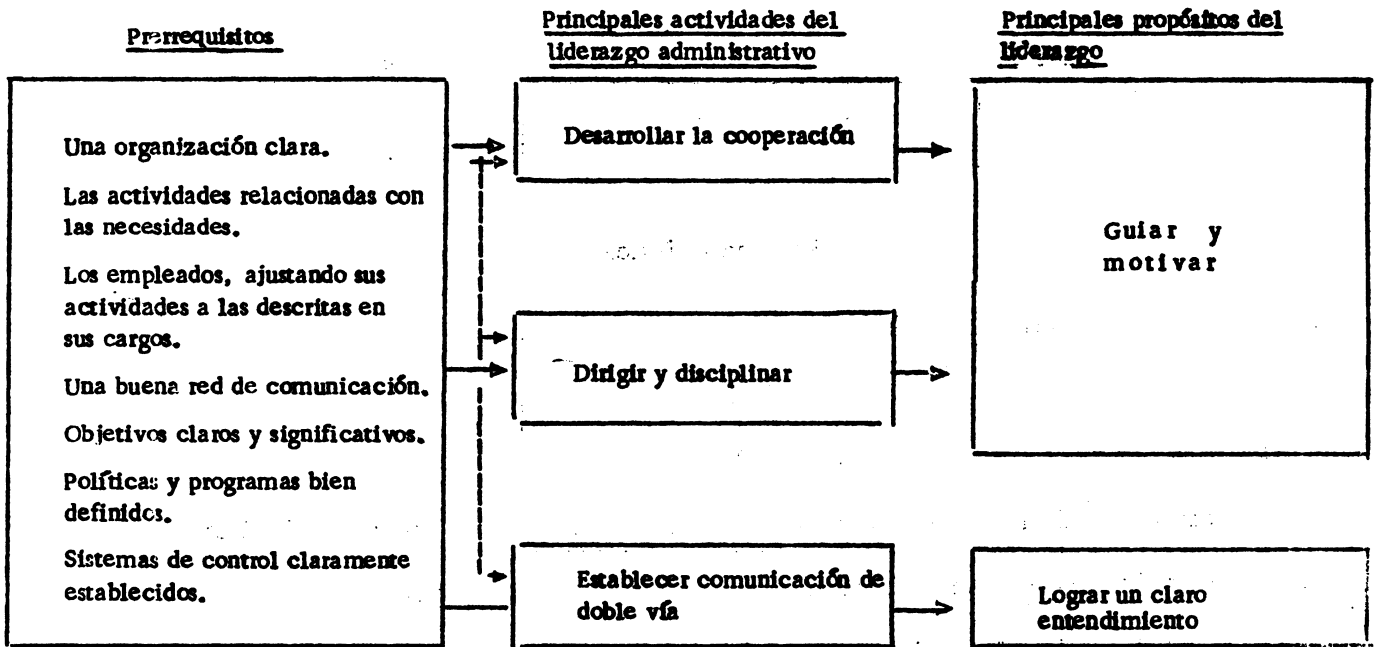 Prerrequisitos
Una organización clara.
Las actividades relacionadas con
las necesidades.
Los empleados, ajustando sus
actividades a las descritas en
sus cargos.
Una buena red de comunicación.
Objetivos claros y significativos.
Políticas y programas bien
definidos.
Sistemas de control claramente
establecidos.
Principales actividades del
liderazgo administrativo
Desarrollar la cooperación
Dirigir y disciplinar
Establecer comunicación de
doble vía
Principales propósitos del
liderazgo
Guiar y
motivar
Lograr un claro
entendimiento